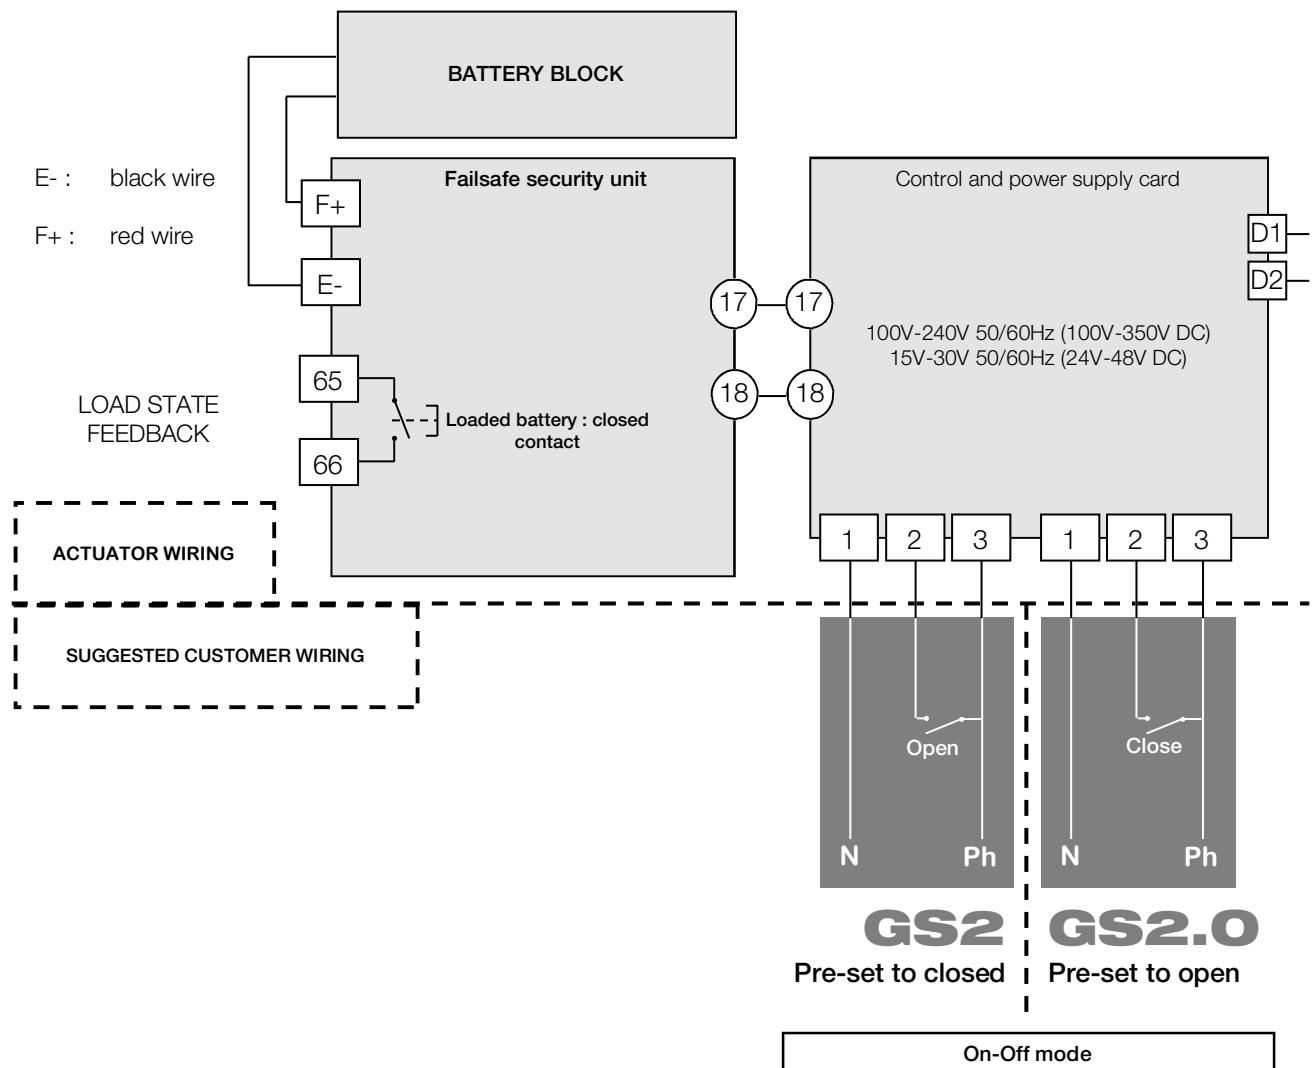 BATTERY BLOCK
E- : black wire
F+ : red wire
F+
E-
Failsafe security unit
Control and power supply card
D1
D2
17
17
18
18
100V-240V 50/60Hz (100V-350V DC)
15V-30V 50/60Hz (24V-48V DC)
LOAD STATE
FEEDBACK
65
66
Loaded battery : closed
contact
ACTUATOR WIRING
SUGGESTED CUSTOMER WIRING
1
2
3
1
2
3
Open
N
Ph
Close
N
Ph
GS2
Pre-set to closed
GS2.0
Pre-set to open
On-Off mode